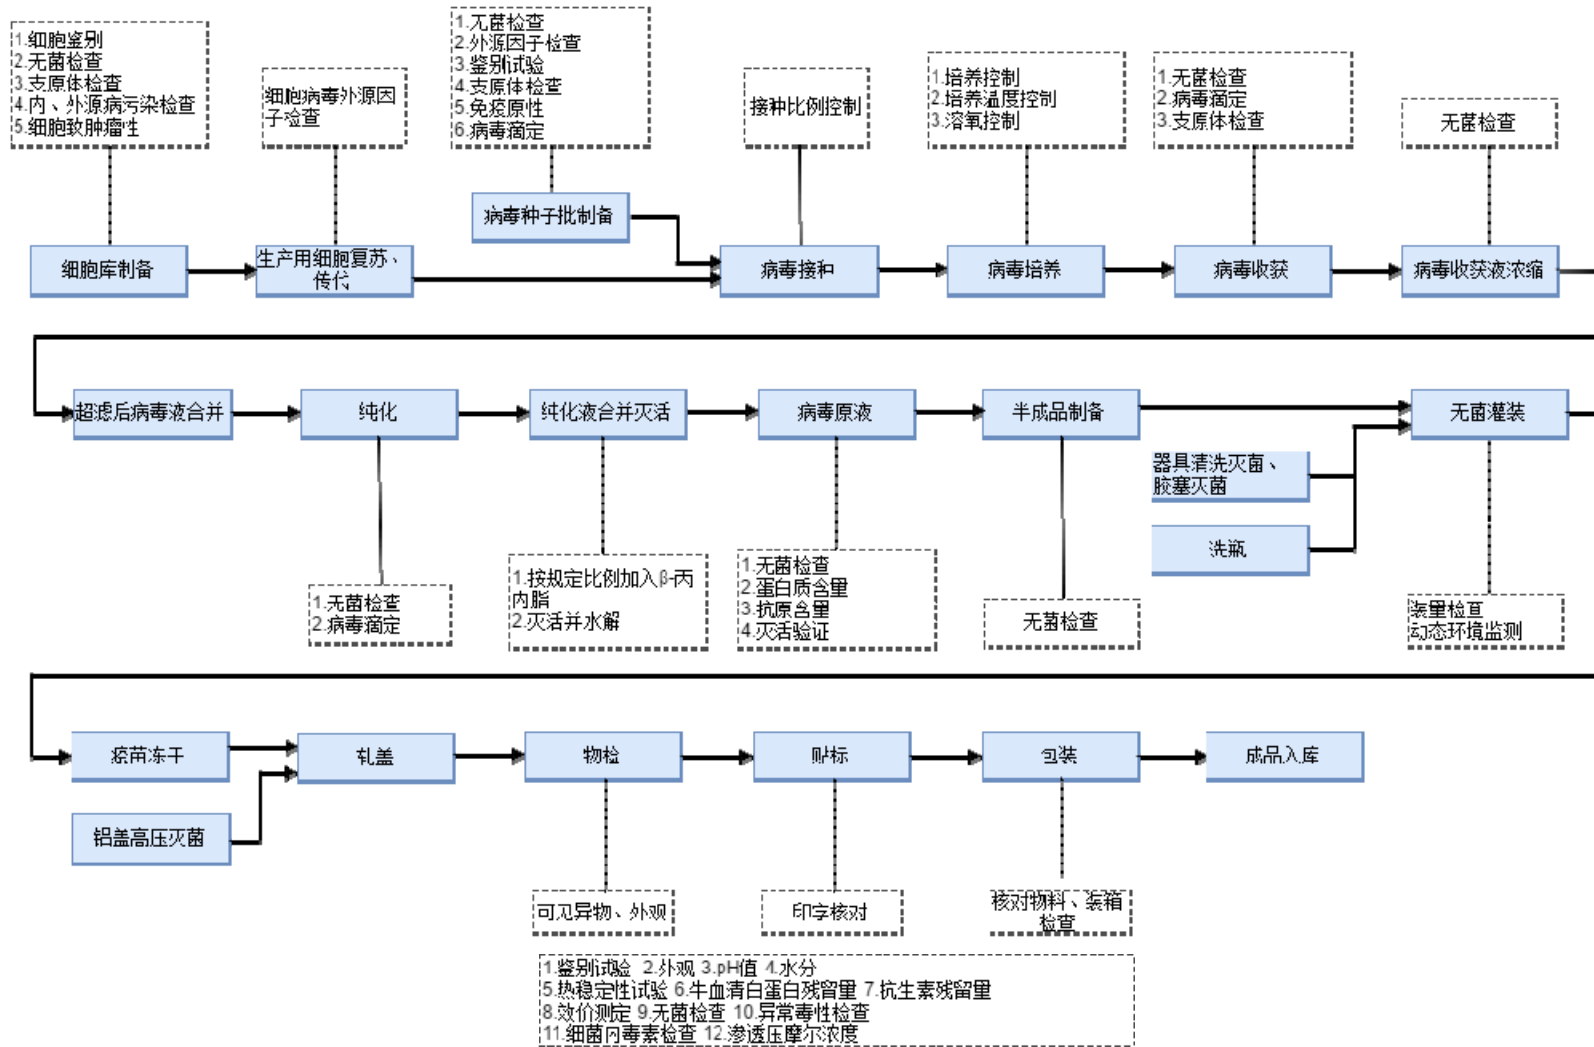 1.细胞鉴别
2.无菌检查
3.支原体检查
4.内、外源病污染检查
5.细胞致肿瘤性
细胞病毒外源因
子检查
1.无菌检查
2.外源因子检查
3.鉴别试验
4.支原体检查
5.免疫原性
6.病毒滴定
接种比例控制
1.培养控制
2.培养温度控制
3.溶氧控制
1.无菌检查
2.病毒滴定
3.支原体检查
无菌检查
病毒种子批制备
细胞库制备
生产用细胞复苏、
传代
病毒接种
病毒培养
病毒收获
病毒收获液浓缩
超滤后病毒液合并
纯化
纯化液合并灭活
病毒原液
半成品制备
无菌灌装
器具清洗灭菌、
胶塞灭菌
洗瓶
1.无菌检查
2.病毒滴定
1.按规定比例加入β-丙
内脂
2.灭活并水解
1.无菌检查
2.蛋白质含量
3.抗原含量
4.灭活验证
无菌检查
装量检查
动态环境监测
疫苗冻干
轧盖
物检
贴标
包装
成品入库
铝盖高压灭菌
可见异物、外观
印字核对
核对物料、装箱
检查
1.鉴别试验 2.外观 3.pH值 4.水分
5.热稳定性试验 6.牛血清白蛋白残留量 7.抗生素残留量
8.效价测定 9.无菌检查 10.异常毒性检查
11.细菌内毒素检查 12.渗透压摩尔浓度